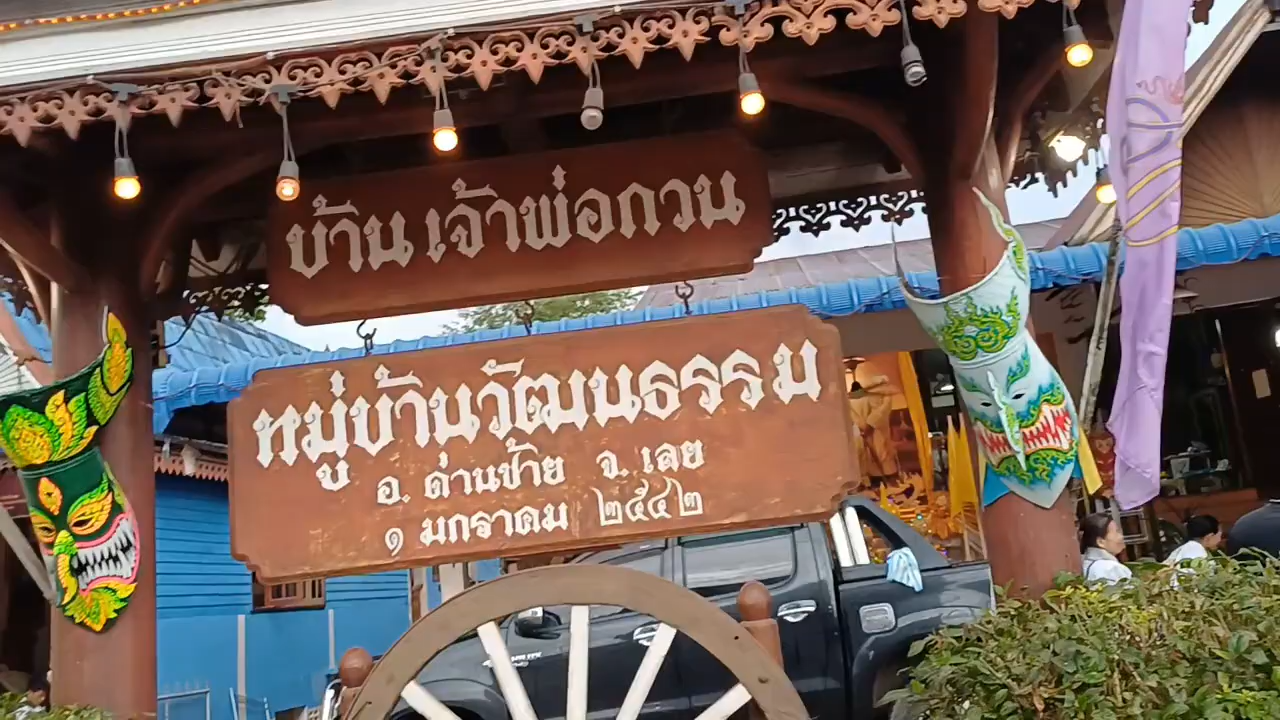 บ้านเจ้าพ่อกวน
หมู่บ้านวัฒนธรรม
อ. ด่านซ้าย จ. เลย
๑ มกราคม ๒๕๔๒